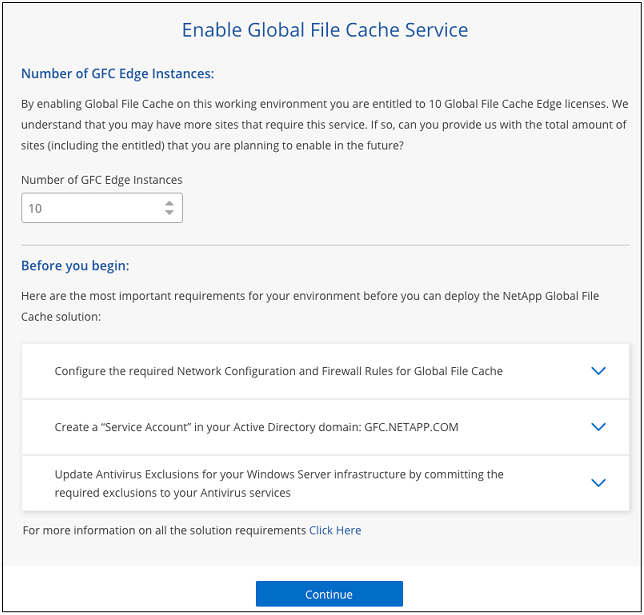 Enable Global File Cache Service
Number of GFC Edge Instances:
By enabling Global File Cache on this working environment you are entitled to 10 Global File Cache Edge licenses. We
understand that you may have more sites that require this service. If so, can you provide us with the total amount of
sites (including the entitled) that you are planning to enable in the future?
Number of GFC Edge Instances
10
Before you begin:
Here are the most important requirements for your environment before you can deploy the NetApp Global File
Cache solution:
Configure the required Network Configuration and Firewall Rules for Global File Cache
Create a “Service Account” in your Active Directory domain: GFC.NETAPP.COM
Update Antivirus Exclusions for your Windows Server infrastructure by committing the
required exclusions to your Antivirus services
For more information on all the solution requirements Click Here
Continue